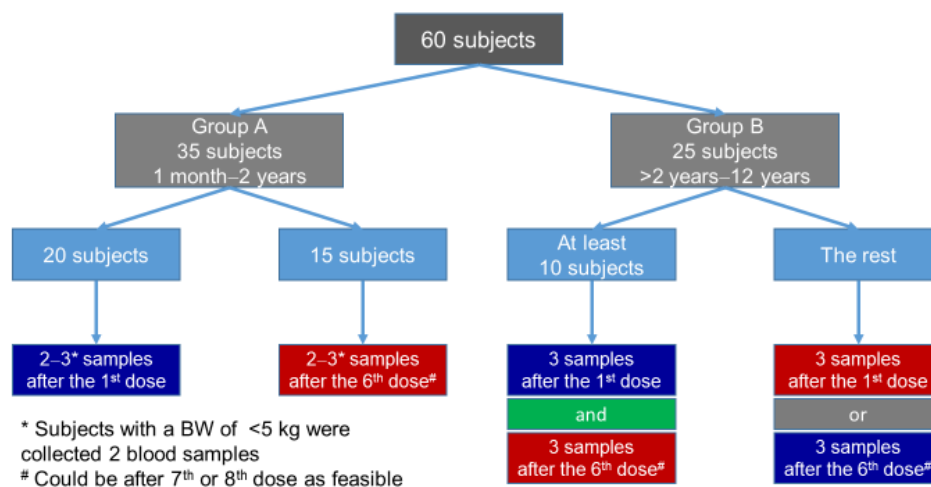 60 subjects
Group A
35 subjects
1 month–2 years
Group B
25 subjects
>2 years–12 years
20 subjects
15 subjects
At least
10 subjects
The rest
2–3* samples
after the 1st dose
2–3* samples
after the 6th dose#
3 samples
after the 1st dose
and
3 samples
after the 6th dose#
3 samples
after the 1st dose
or
3 samples
after the 6th dose#
* Subjects with a BW of <5 kg were
collected 2 blood samples
# Could be after 7th or 8th dose as feasible